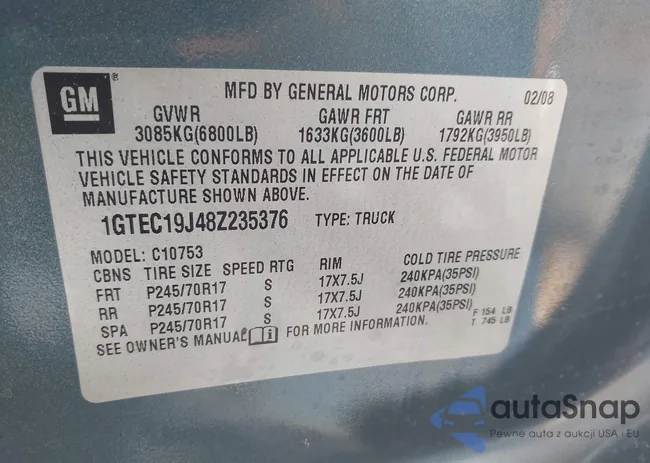 GM ®
MFD BY GENERAL MOTORS CORP. 02/08
GVWR GAWR FRT GAWR RR
3085KG(6800LB) 1633KG(3600LB) 1792KG(3950LB)
THIS VEHICLE CONFORMS TO ALL APPLICABLE U.S. FEDERAL MOTOR
VEHICLE SAFETY STANDARDS IN EFFECT ON THE DATE OF
MANUFACTURE SHOWN ABOVE.
1GTEC19J48Z235376 TYPE: TRUCK
MODEL: C10753
CBNS TIRE SIZE SPEED RTG RIM COLD TIRE PRESSURE
FRT P245/70R17 S 17X7.5J 240KPA(35PSI)
RR P245/70R17 S 17X7.5J 240KPA(35PSI)
SPA P245/70R17 S 17X7.5J 240KPA(35PSI)
SEE OWNER'S MANUAL i FOR MORE INFORMATION.
F 154 LB
T 745 LB
autaSnap
Pewne auta z aukcji USA i EU